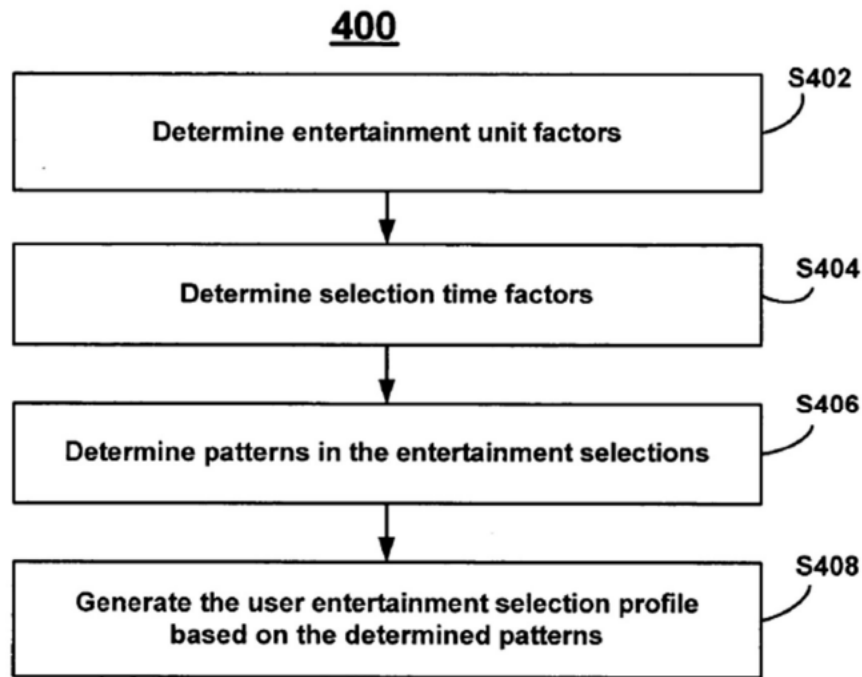 400
S402
Determine entertainment unit factors
S404
Determine selection time factors
S406
Determine patterns in the entertainment selections
S408
Generate the user entertainment selection profile
based on the determined patterns